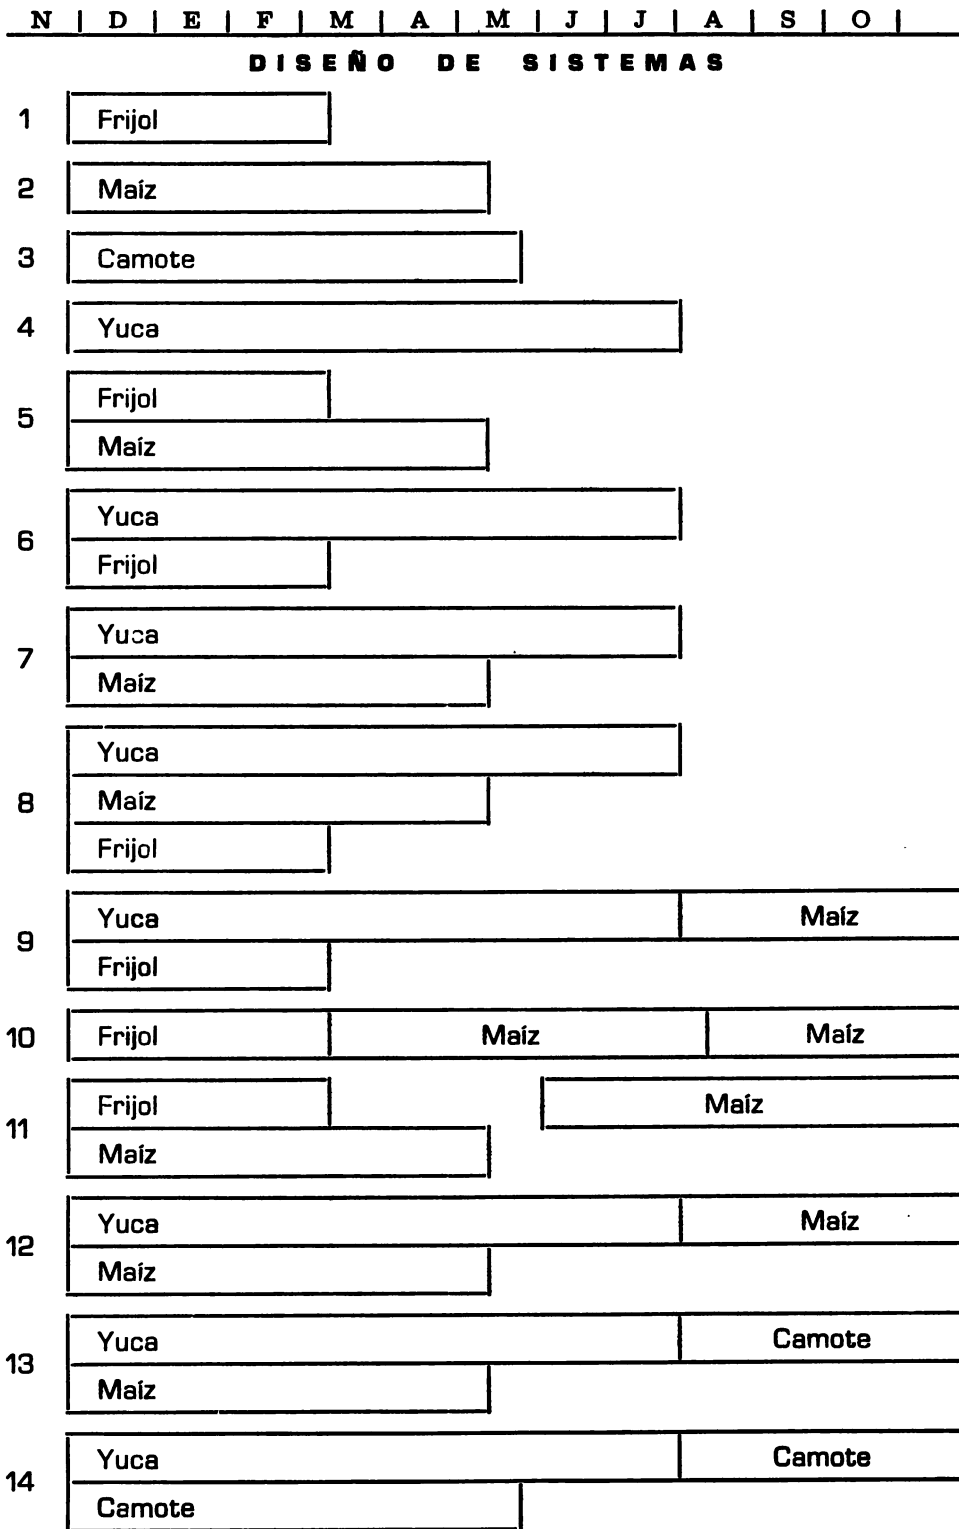 N | D | E | F | M | A | M | J | J | A | S | O |
DISEÑO DE SISTEMAS
1 Frijol
2 Maíz
3 Camote
4 Yuca
5 Frijol
Maíz
6 Yuca
Frijol
7 Yuca
Maíz
8 Yuca
Maíz
Frijol
9 Yuca Maíz
Frijol
10 Frijol Maíz Maíz
11 Frijol Maíz
Maíz
12 Yuca Maíz
Maíz
13 Yuca Camote
Maíz
14 Yuca Camote
Camote